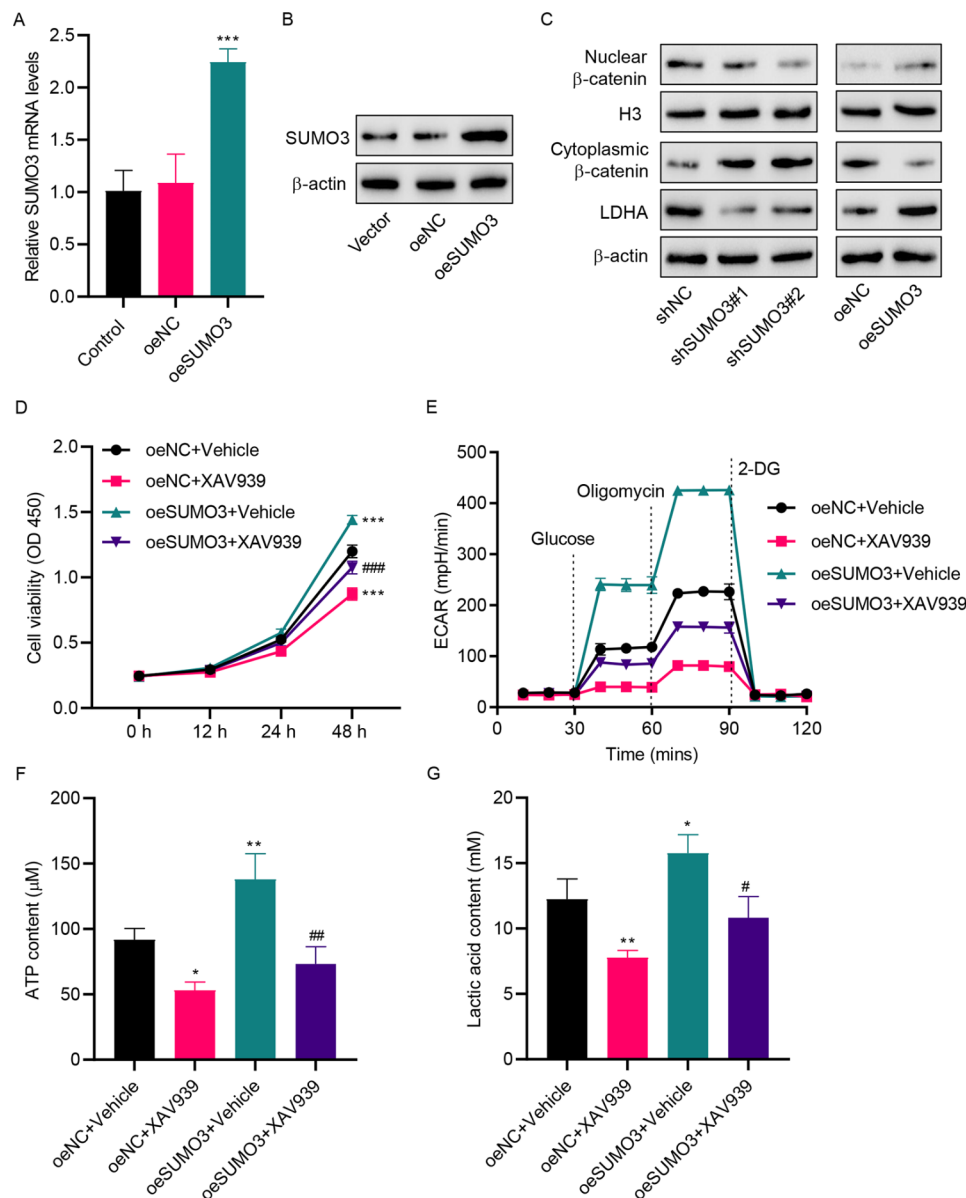 A
Relative SUMO3 mRNA levels
2.5
2.0
1.5
1.0
0.5
0.0
***
Control
oeNC
oeSUMO3
B
SUMO3
β-actin
Vector
oeNC
oeSUMO3
C
Nuclear
β-catenin
H3
Cytoplasmic
β-catenin
LDHA
β-actin
shNC
shSUMO3#1
shSUMO3#2
oeNC
oeSUMO3
D
Cell viability (OD 450)
2.0
1.5
1.0
0.5
0.0
oeNC+Vehicle
oeNC+XAV939
oeSUMO3+Vehicle
oeSUMO3+XAV939
***
###
***
0 h
12 h
24 h
48 h
E
ECAR (mpH/min)
500
400
300
200
100
0
Glucose
Oligomycin
2-DG
oeNC+Vehicle
oeNC+XAV939
oeSUMO3+Vehicle
oeSUMO3+XAV939
0
30
60
90
120
Time (mins)
F
ATP content (μM)
200
150
100
50
0
*
**
##
oeNC+Vehicle
oeNC+XAV939
oeSUMO3+Vehicle
oeSUMO3+XAV939
G
Lactic acid content (mM)
20
15
10
5
0
**
*
#
oeNC+Vehicle
oeNC+XAV939
oeSUMO3+Vehicle
oeSUMO3+XAV939